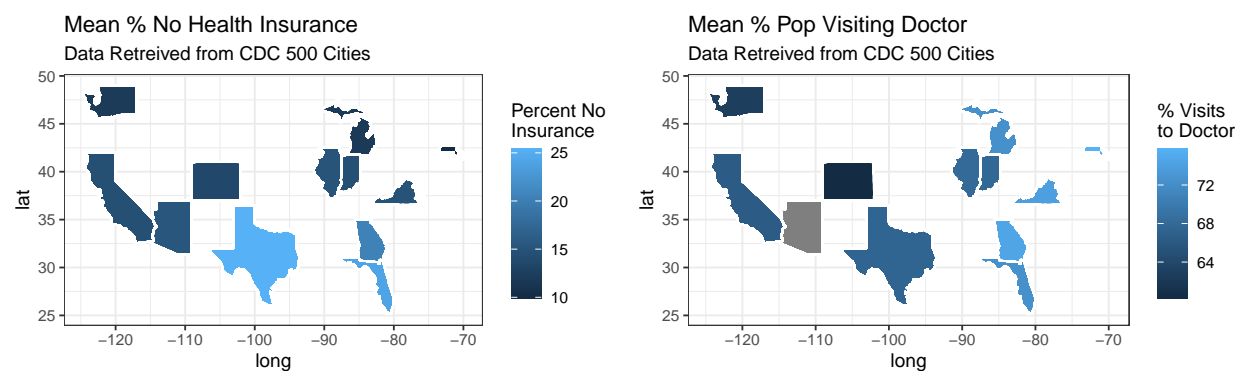 Mean % No Health Insurance
Data Retreived from CDC 500 Cities
50
45
40
35
30
25
lat
−120
−110
−100
−90
−80
−70
long
Percent No
Insurance
25
20
15
10
Mean % Pop Visiting Doctor
Data Retreived from CDC 500 Cities
50
45
40
35
30
25
lat
−120
−110
−100
−90
−80
−70
long
% Visits
to Doctor
72
68
64